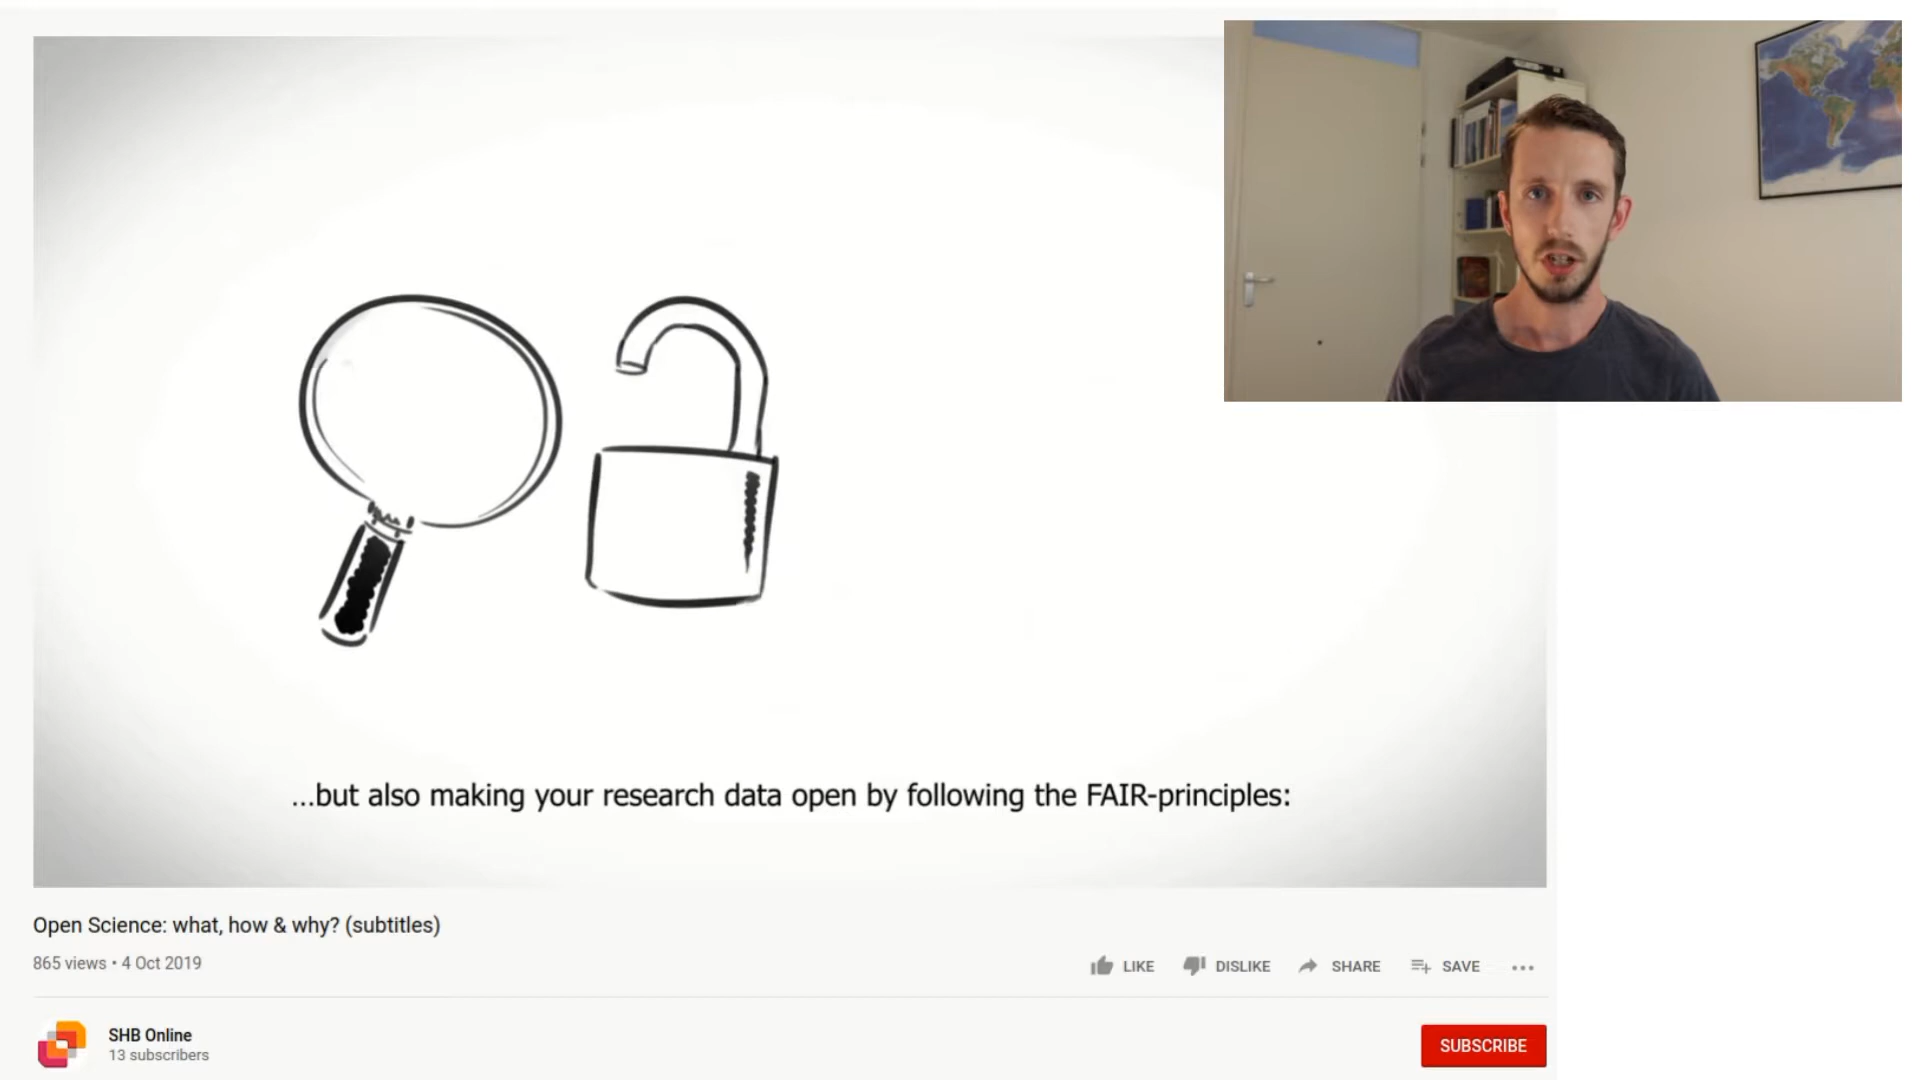 ...but also making your research data open by following the FAIR-principles:
Open Science: what, how & why? (subtitles)
865 views • 4 Oct 2019
LIKE
DISLIKE
SHARE
SAVE
SHB Online
13 subscribers
SUBSCRIBE